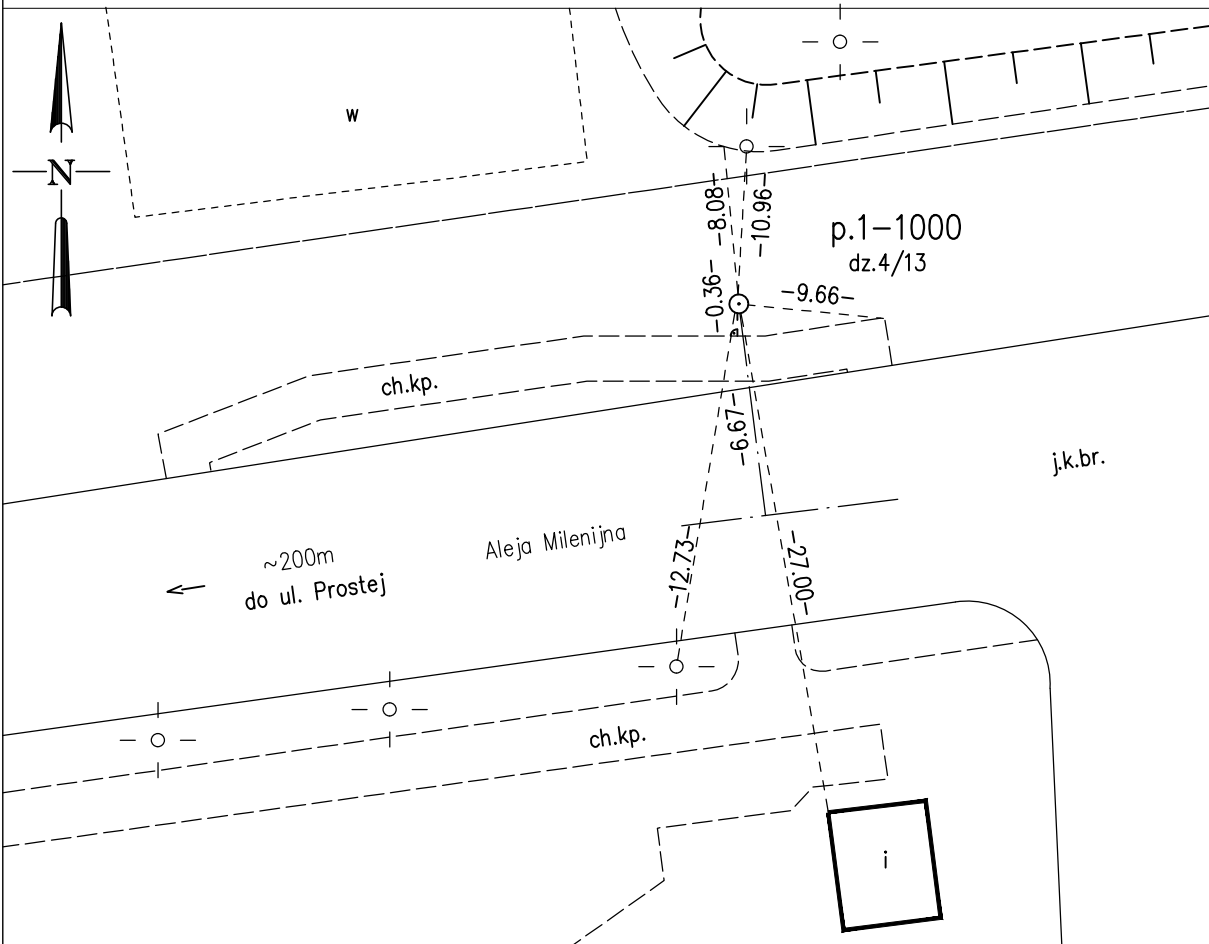 w
N
-8.08-
-10.96-
p.1-1000
dz.4/13
-0.36-
-9.66-
ch.kp.
-6.67-
j.k.br.
Aleja Milenijna
~200m
do ul. Prostej
-12.73-
-27.00-
ch.kp.
i